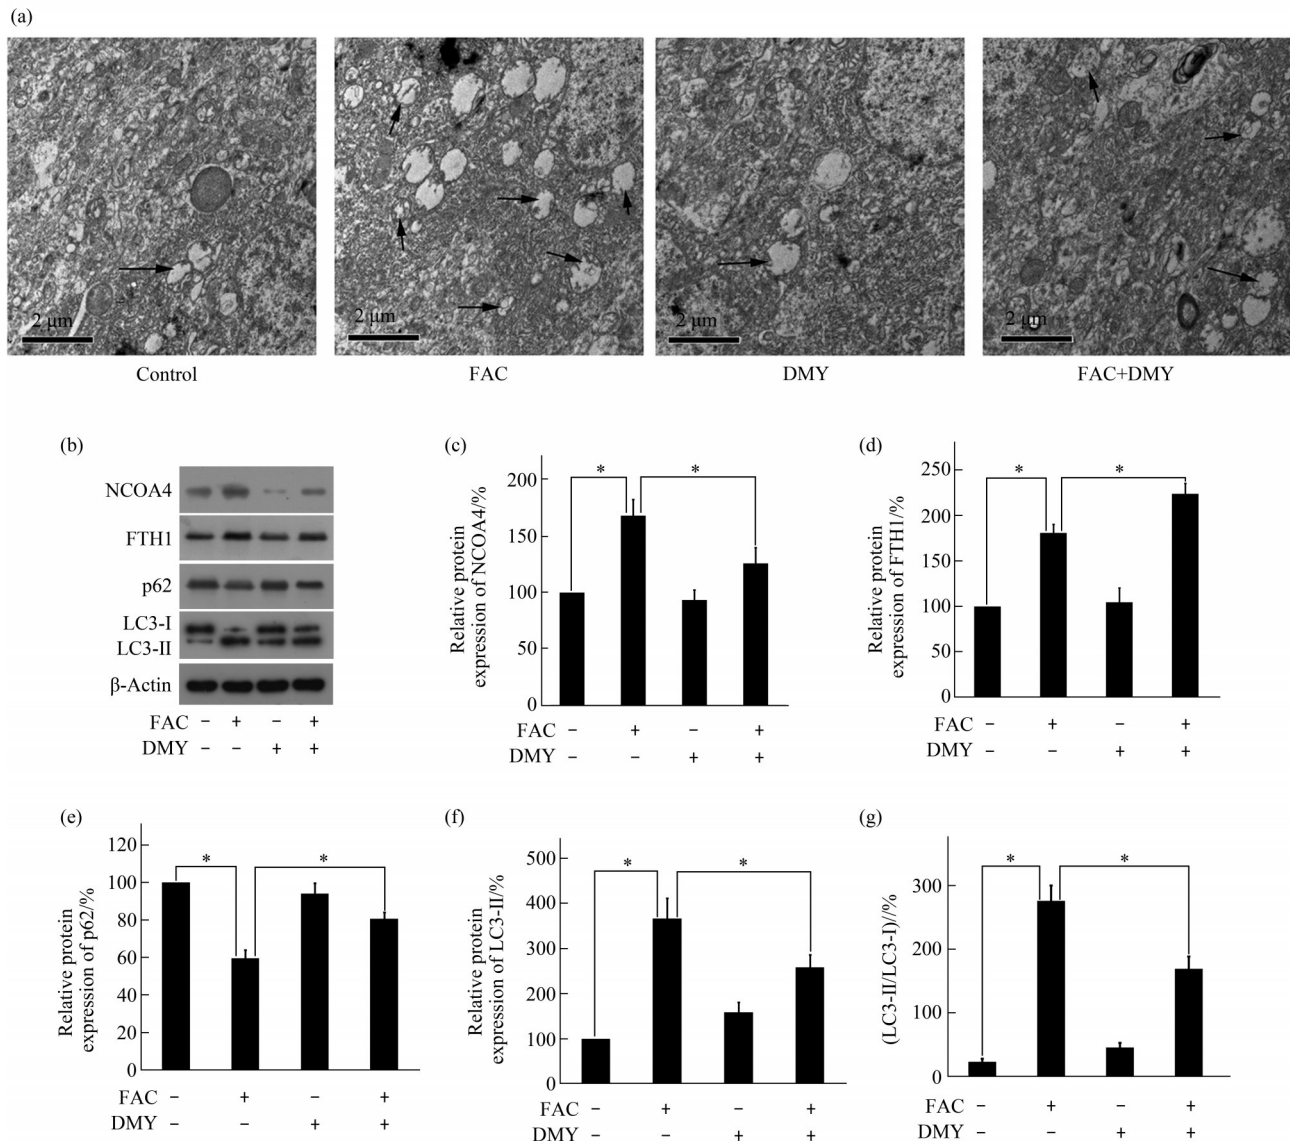 (a)
2 μm
2 μm
2 μm
2 μm
Control
FAC
DMY
FAC+DMY
(b)
NCOA4
FTH1
p62
LC3-I
LC3-II
β-Actin
FAC − + − +
DMY − − + +
(c)
Relative protein
expression of NCOA4/%
200
150
100
50
0
*
*
FAC − + − +
DMY − − + +
(d)
Relative protein
expression of FTH1/%
250
200
150
100
50
0
*
*
FAC − + − +
DMY − − + +
(e)
Relative protein
expression of p62/%
120
100
80
60
40
20
0
*
*
FAC − + − +
DMY − − + +
(f)
Relative protein
expression of LC3-II/%
500
400
300
200
100
0
*
*
FAC − + − +
DMY − − + +
(g)
(LC3-II/LC3-I)//%
300
200
100
0
*
*
FAC − + − +
DMY − − + +